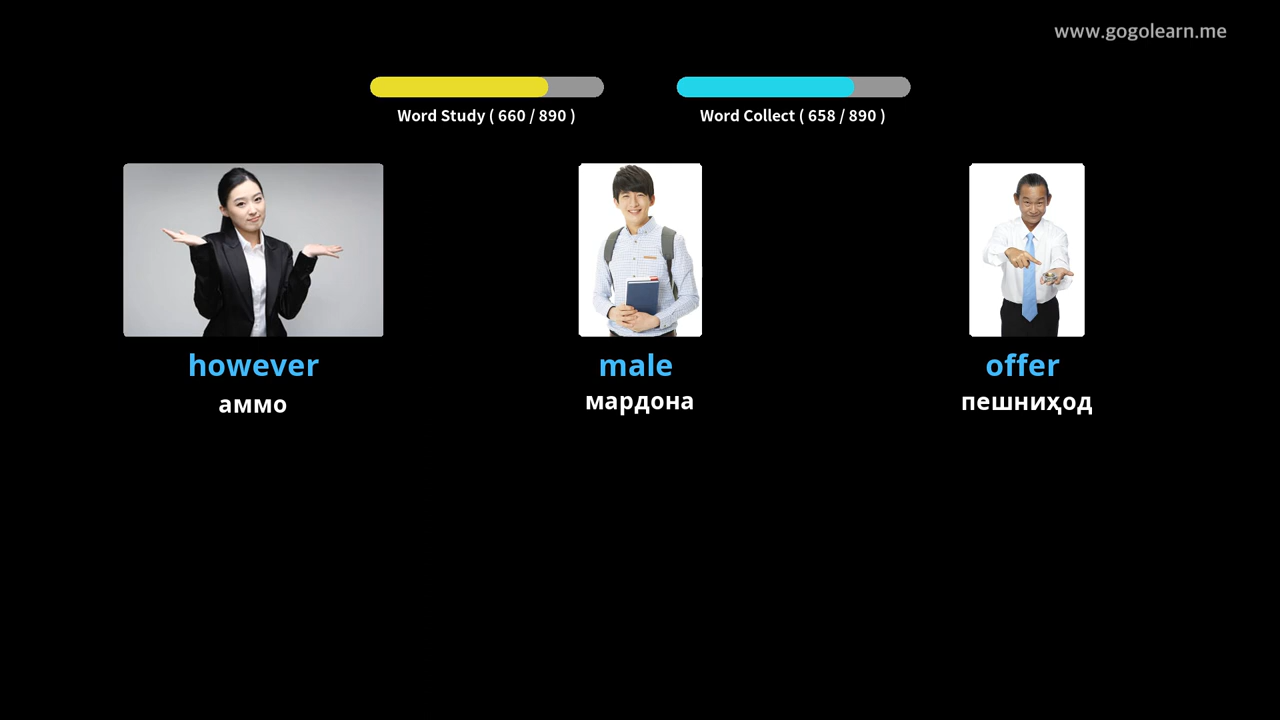 www.gogolearn.me
Word Study ( 660 / 890 )
Word Collect ( 658 / 890 )
however
male
offer
аммо
мардона
пешниҳод